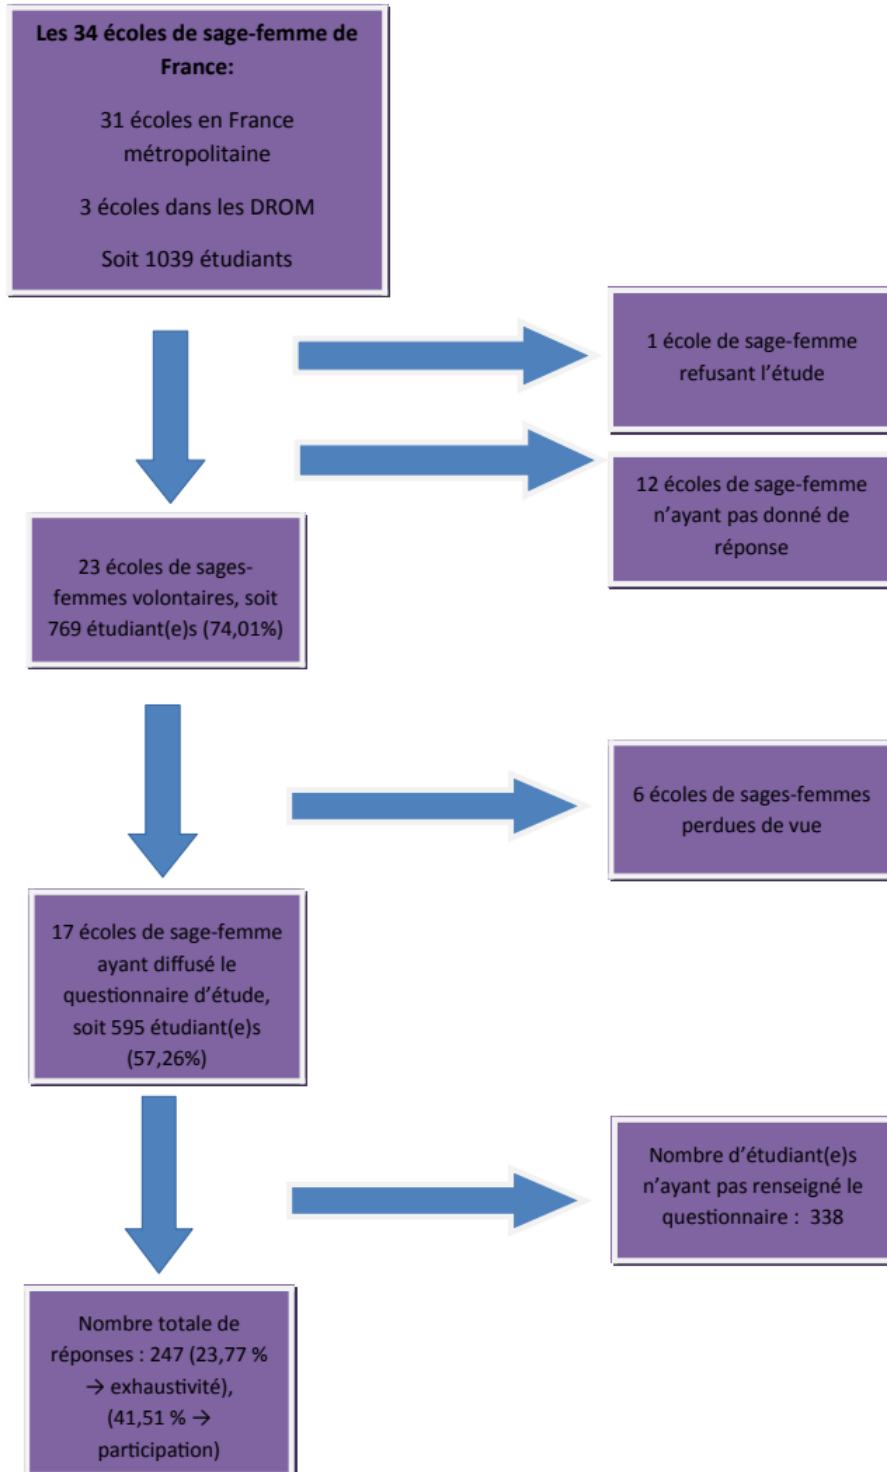 Les 34 écoles de sage-femme de
France:
31 écoles en France
métropolitaine
3 écoles dans les DROM
Soit 1039 étudiants
1 école de sage-femme
refusant l'étude
12 écoles de sage-femme
n'ayant pas donné de
réponse
23 écoles de sages-
femmes volontaires, soit
769 étudiant(e)s (74,01%)
6 écoles de sages-femmes
perdues de vue
17 écoles de sage-femme
ayant diffusé le
questionnaire d'étude,
soit 595 étudiant(e)s
(57,26%)
Nombre d'étudiant(e)s
n'ayant pas renseigné le
questionnaire : 338
Nombre totale de
réponses : 247 (23,77 %
→ exhaustivité),
(41,51 % →
participation)